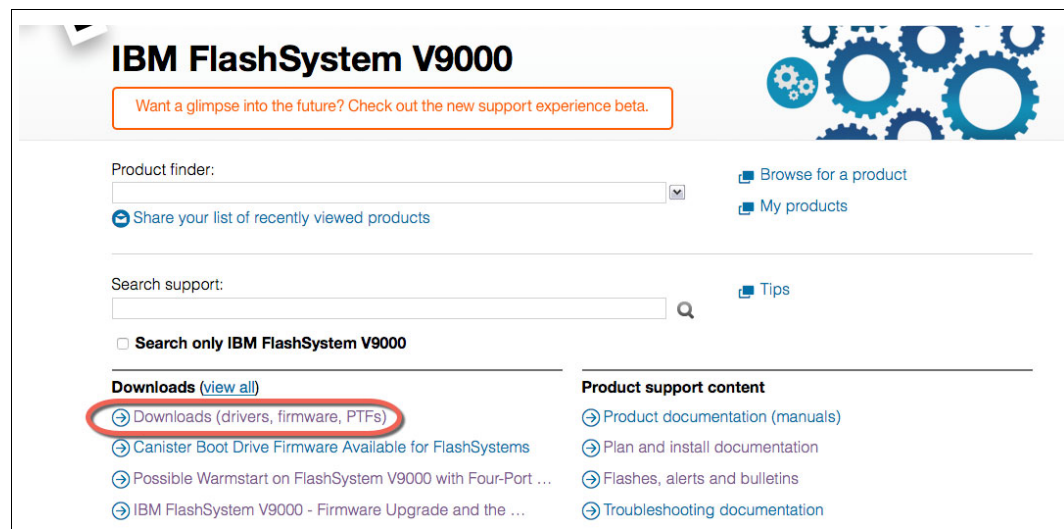 IBM FlashSystem V9000
Want a glimpse into the future? Check out the new support experience beta.
Product finder:
Share your list of recently viewed products
Browse for a product
My products
Search support:
Tips
Search only IBM FlashSystem V9000
Downloads (view all)
Downloads (drivers, firmware, PTFs)
Canister Boot Drive Firmware Available for FlashSystems
Possible Warmstart on FlashSystem V9000 with Four-Port ...
IBM FlashSystem V9000 - Firmware Upgrade and the ...
Product support content
Product documentation (manuals)
Plan and install documentation
Flashes, alerts and bulletins
Troubleshooting documentation